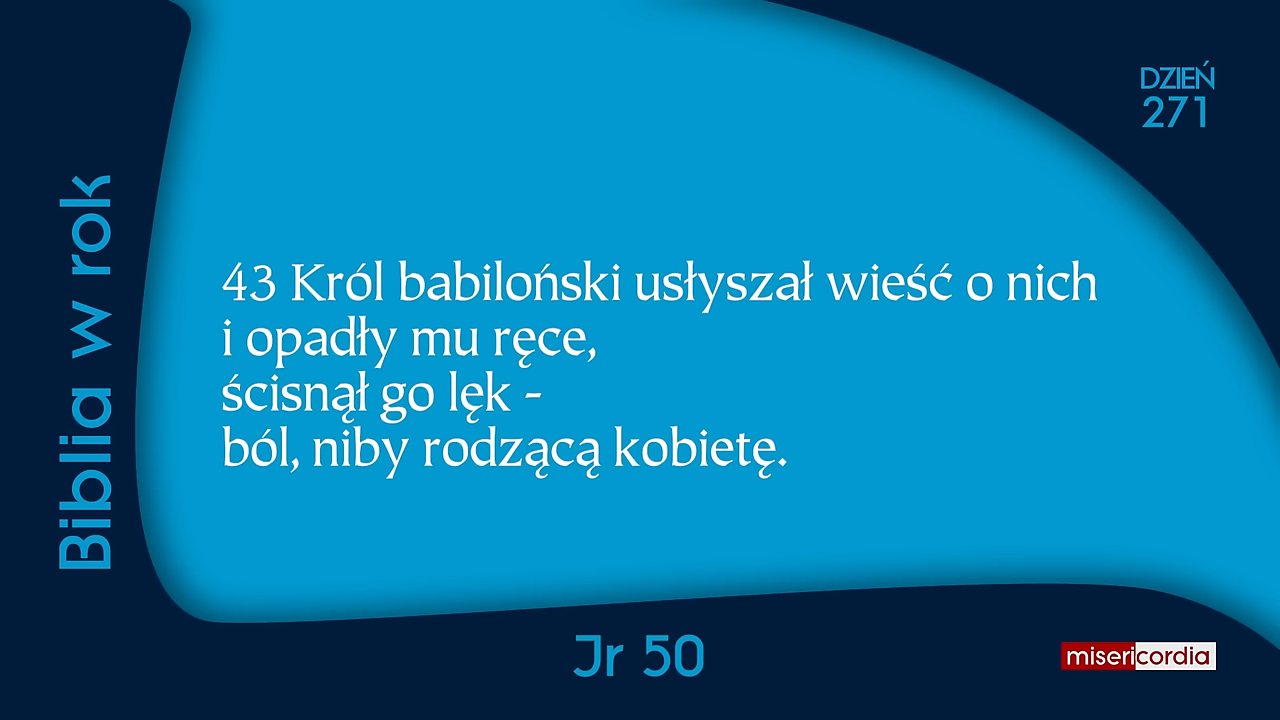 DZIEŃ
271
Biblia w rok
43 Król babiloński usłyszał wieść o nich
i opadły mu ręce,
ścisnął go lęk -
ból, niby rodzącą kobietę.
Jr 50
misericordia